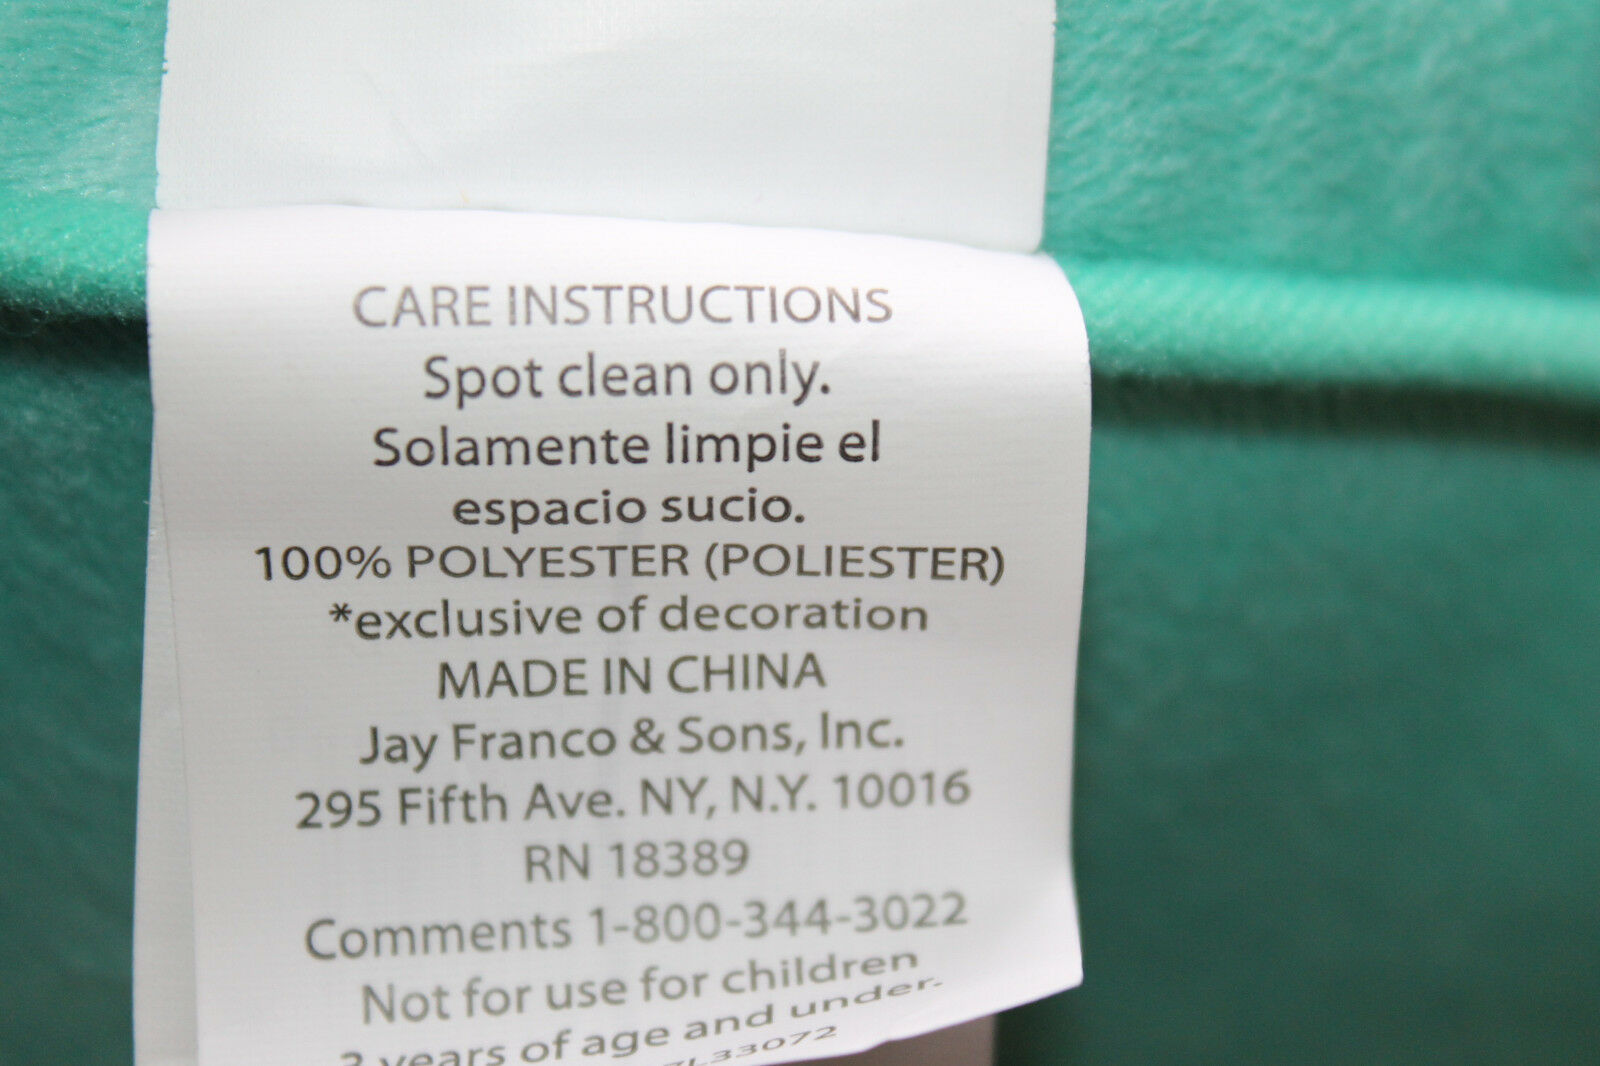 CARE INSTRUCTIONS
Spot clean only.
Solamente limpie el
espacio sucio.
100% POLYESTER (POLIESTER)
*exclusive of decoration
MADE IN CHINA
Jay Franco & Sons, Inc.
295 Fifth Ave. NY, N.Y. 10016
RN 18389
Comments 1-800-344-3022
Not for use for children
years of age and under.